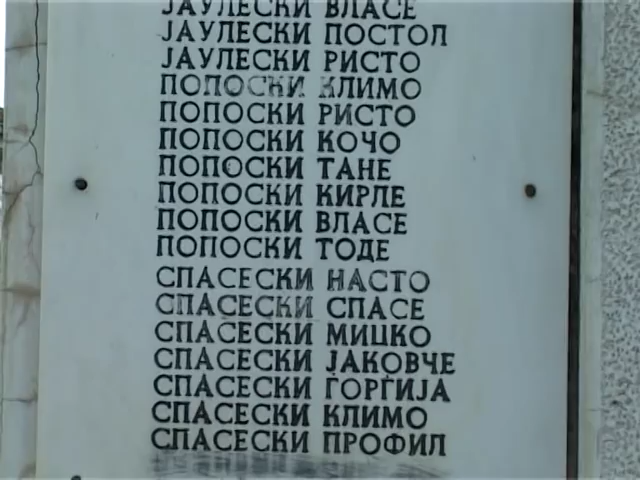 ЈАУЛЕСКИ ВЛАСЕ
ЈАУЛЕСКИ ПОСТОЛ
ЈАУЛЕСКИ РИСТО
ПОПОСКИ КЛИМО
ПОПОСКИ РИСТО
ПОПОСКИ КОЧО
ПОПОСКИ ТАНЕ
ПОПОСКИ КИРЛЕ
ПОПОСКИ ВЛАСЕ
ПОПОСКИ ТОДЕ
СПАСЕСКИ НАСТО
СПАСЕСКИ СПАСЕ
СПАСЕСКИ МИЦКО
СПАСЕСКИ ЈАКОВЧЕ
СПАСЕСКИ ЃОРЃИЈА
СПАСЕСКИ КЛИМО
СПАСЕСКИ ПРОФИЛ